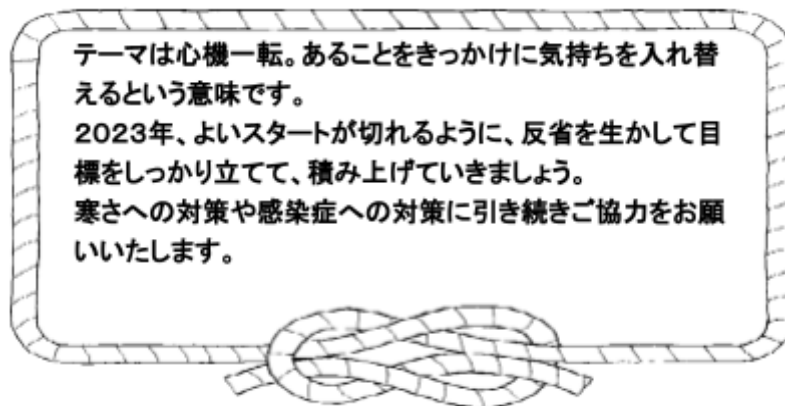 テーマは心機一転。あることをきっかけに気持ちを入れ替
えるという意味です。
2023年、よいスタートが切れるように、反省を生かして目
標をしっかり立てて、積み上げていきましょう。
寒さへの対策や感染症への対策に引き続きご協力をお願
いいたします。